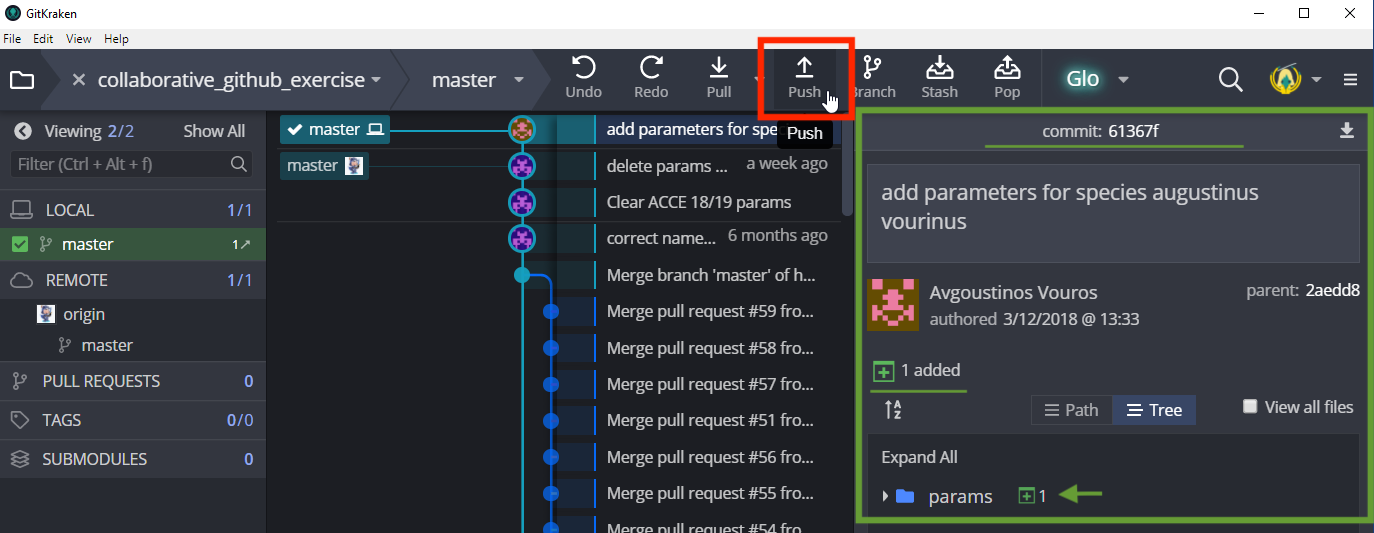 GitKraken
File Edit View Help
collaborative_github_exercise
master
Undo
Redo
Pull
Push
Branch
Stash
Pop
Glo
Push
Viewing 2/2 Show All
Filter (Ctrl + Alt + f)
LOCAL 1/1
master 1
REMOTE 1/1
origin
master
PULL REQUESTS 0
TAGS 0/0
SUBMODULES 0
master add parameters for spe
master delete params ... a week ago
Clear ACCE 18/19 params
correct name... 6 months ago
Merge branch 'master' of h...
Merge pull request #59 fro...
Merge pull request #58 fro...
Merge pull request #57 fro...
Merge pull request #51 fro...
Merge pull request #56 fro...
Merge pull request #55 fro...
Merge pull request #54 fro
commit: 61367f
add parameters for species augustinus
vourinus
Avgoustinos Vouros
parent: 2aedd8
authored 3/12/2018 @ 13:33
1 added
A
Z
Path
Tree
View all files
Expand All
params 1